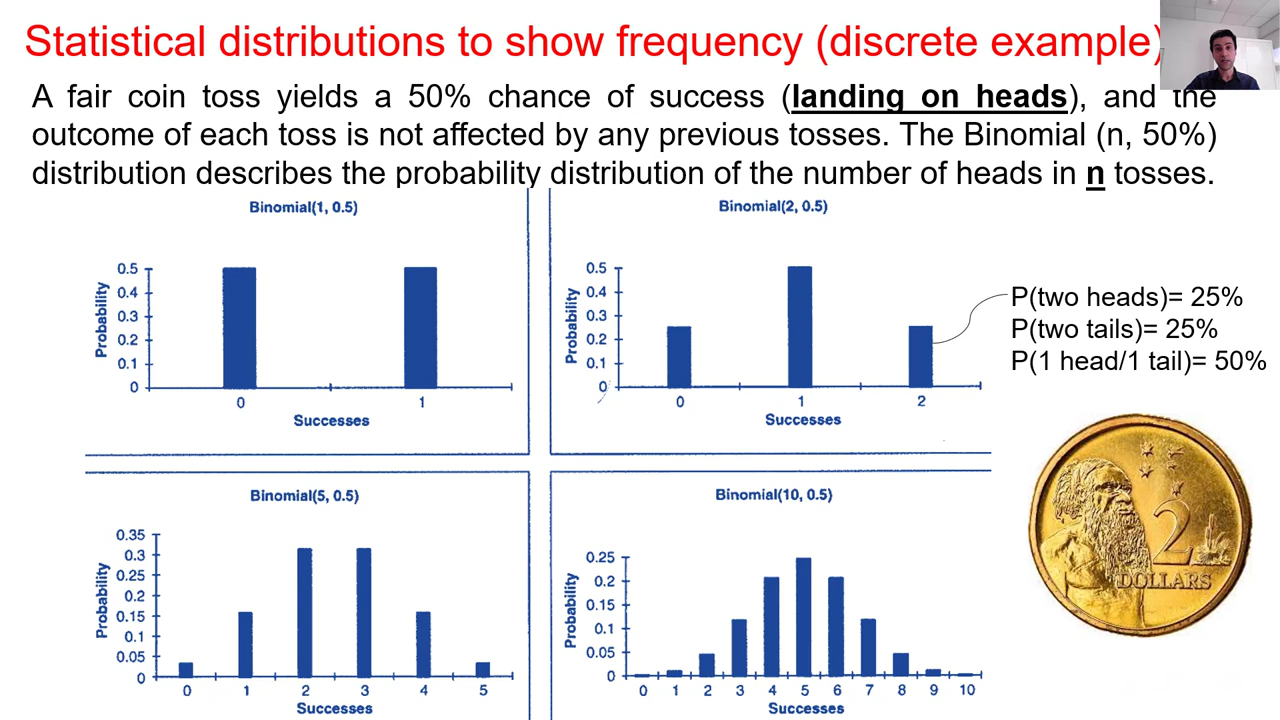 Statistical distributions to show frequency (discrete example)
A fair coin toss yields a 50% chance of success (landing on heads), and the
outcome of each toss is not affected by any previous tosses. The Binomial (n, 50%)
distribution describes the probability distribution of the number of heads in n tosses.
Binomial(1, 0.5)
Probability
0.5
0.4
0.3
0.2
0.1
0
0 1
Successes
Binomial(2, 0.5)
Probability
0.5
0.4
0.3
0.2
0.1
0
0 1 2
Successes
P(two heads)= 25%
P(two tails)= 25%
P(1 head/1 tail)= 50%
Binomial(5, 0.5)
Probability
0.35
0.3
0.25
0.2
0.15
0.1
0.05
0
0 1 2 3 4 5
Successes
Binomial(10, 0.5)
Probability
0.25
0.2
0.15
0.1
0.05
0
0 1 2 3 4 5 6 7 8 9 10
Successes
2
DOLLARS